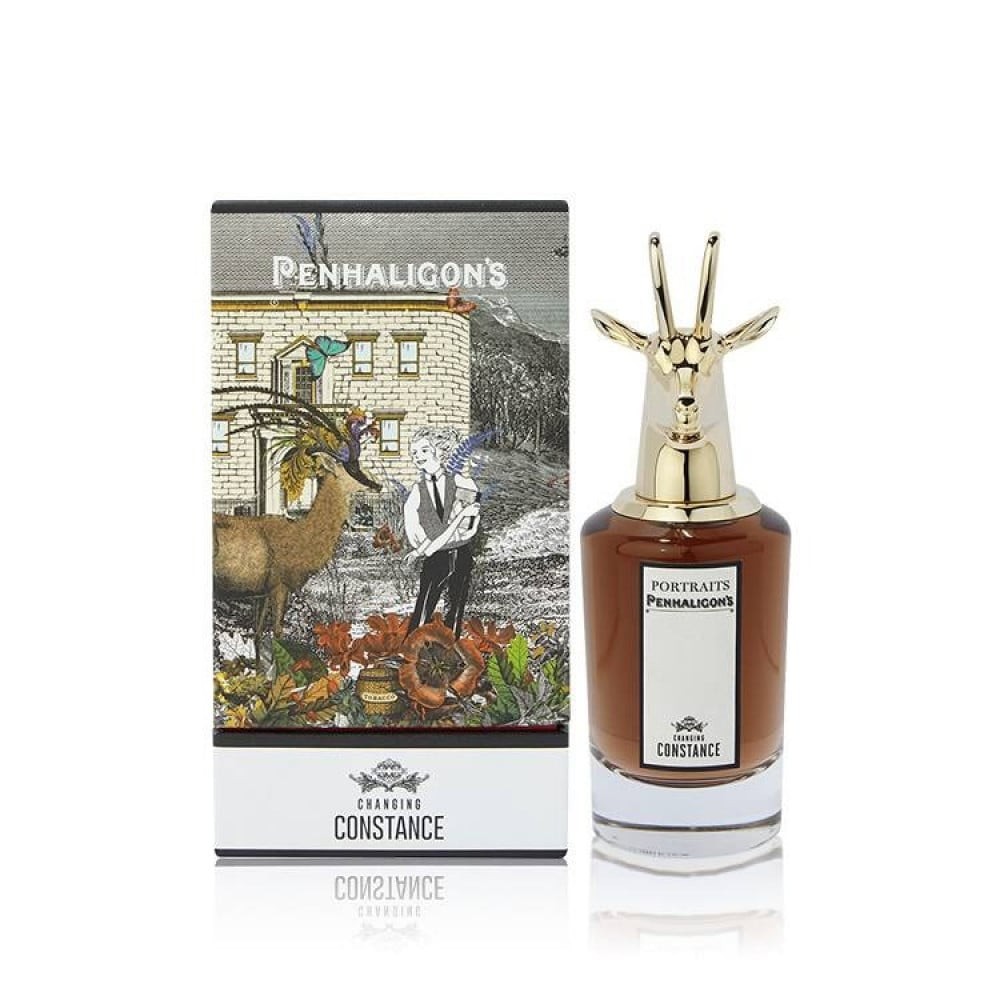 PENHALIGON'S
TOBACCO
CHANGING
CONSTANCE
PORTRAITS
PENHALIGON'S
CHANGING
CONSTANCE